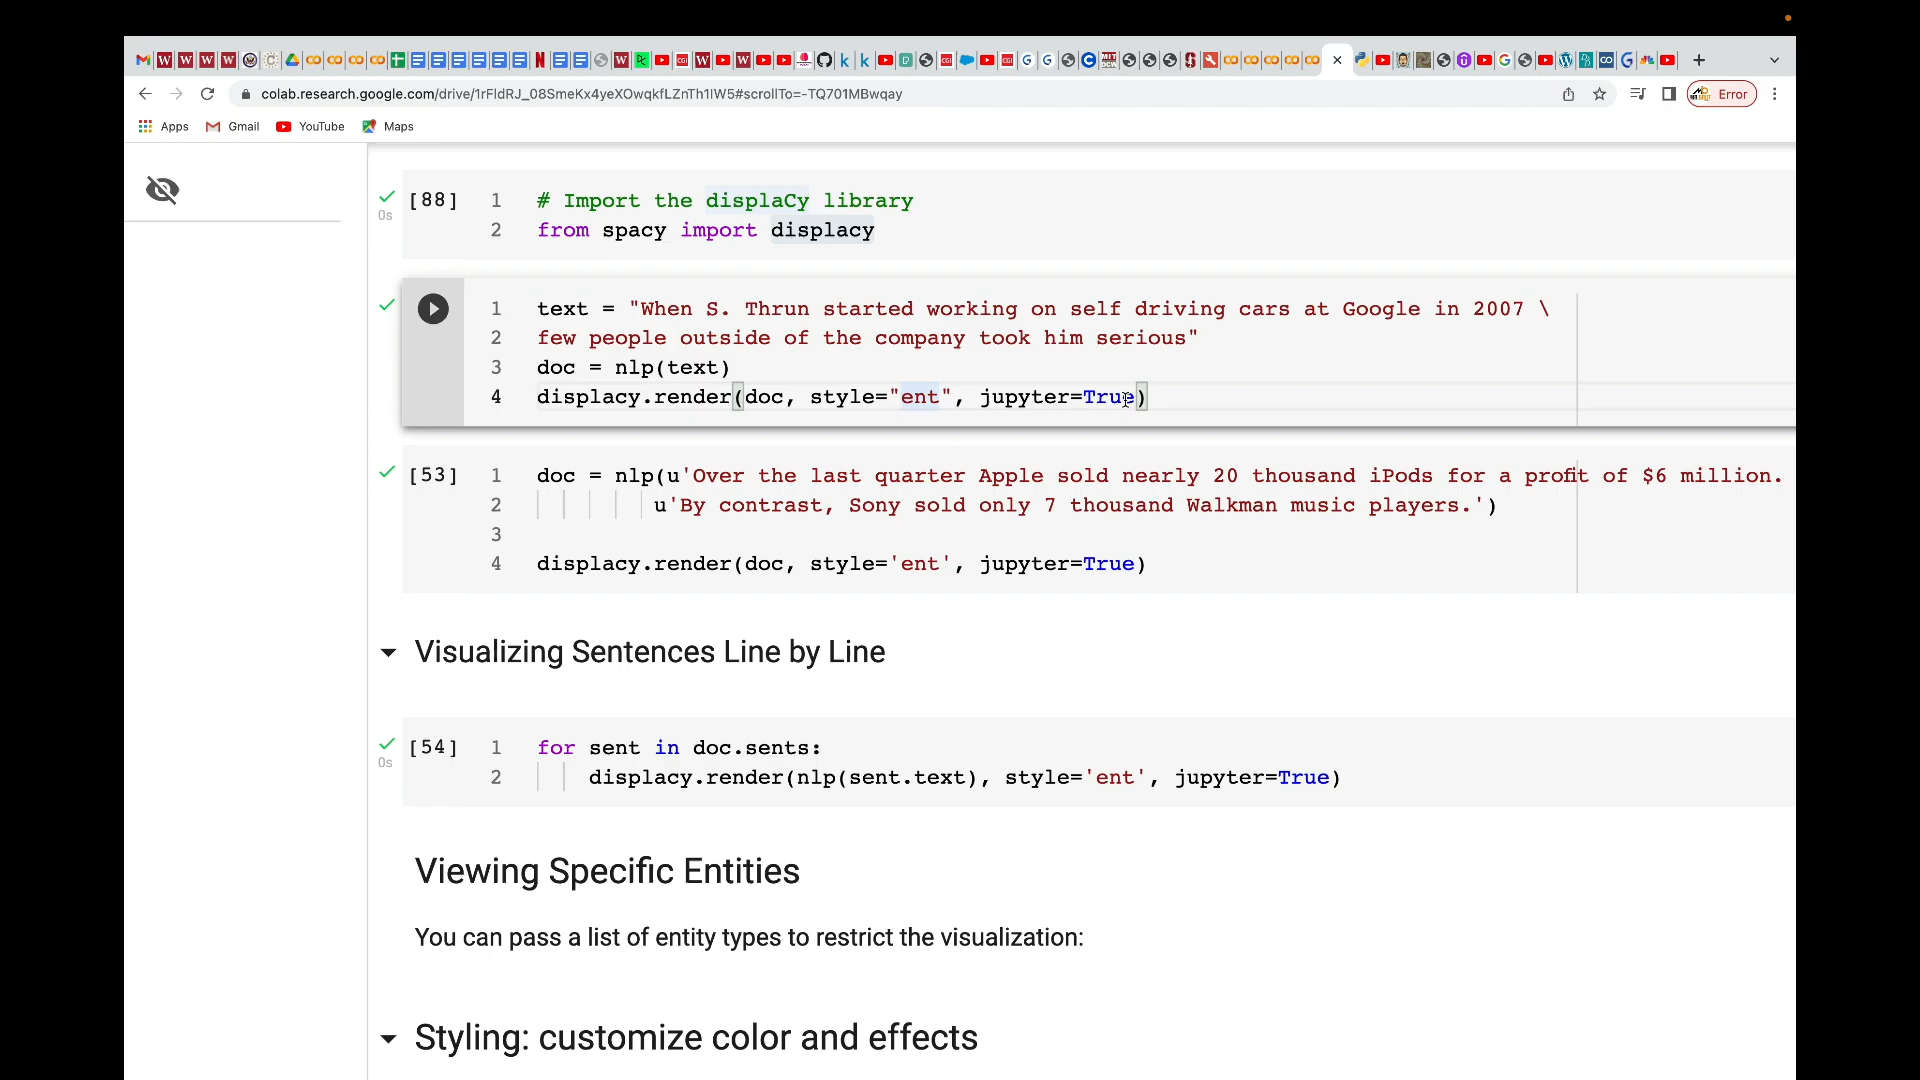 colab.research.google.com/drive/1rFldRJ_08SmeKx4yeXOwqkfLZnTh1IW5#scrollTo=-TQ701MBwqay
Error
Apps
Gmail
YouTube
Maps
[88]
0s
1 # Import the displaCy library
2 from spacy import displacy
1 text = "When S. Thrun started working on self driving cars at Google in 2007 \
2 few people outside of the company took him serious"
3 doc = nlp(text)
4 displacy.render(doc, style="ent", jupyter=True)
[53]
1 doc = nlp(u'Over the last quarter Apple sold nearly 20 thousand iPods for a profit of $6 million.
2 u'By contrast, Sony sold only 7 thousand Walkman music players.')
3
4 displacy.render(doc, style='ent', jupyter=True)
Visualizing Sentences Line by Line
[54]
0s
1 for sent in doc.sents:
2 displacy.render(nlp(sent.text), style='ent', jupyter=True)
Viewing Specific Entities
You can pass a list of entity types to restrict the visualization:
Styling: customize color and effects